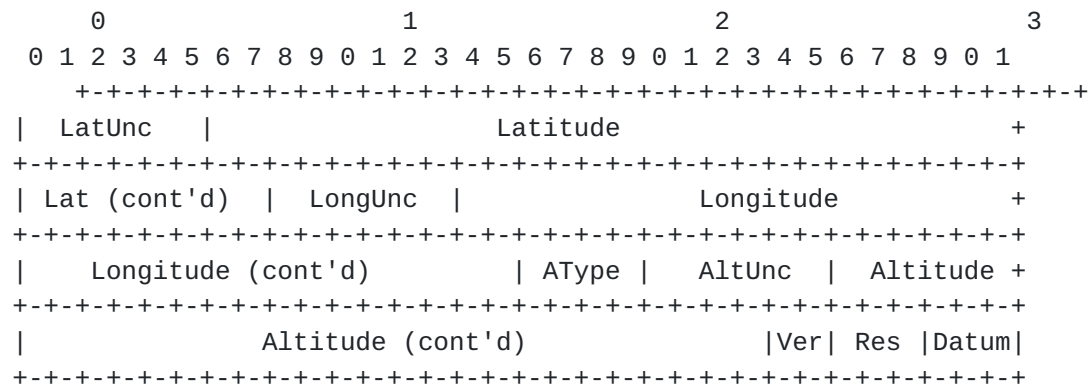 0                   1                   2                   3
0 1 2 3 4 5 6 7 8 9 0 1 2 3 4 5 6 7 8 9 0 1 2 3 4 5 6 7 8 9 0 1
+-+-+-+-+-+-+-+-+-+-+-+-+-+-+-+-+-+-+-+-+-+-+-+-+-+-+-+-+-+-+-+-+
|  LatUnc   |                  Latitude                         +
+-+-+-+-+-+-+-+-+-+-+-+-+-+-+-+-+-+-+-+-+-+-+-+-+-+-+-+-+-+-+-+-+
| Lat (cont'd)  |  LongUnc  |               Longitude           +
+-+-+-+-+-+-+-+-+-+-+-+-+-+-+-+-+-+-+-+-+-+-+-+-+-+-+-+-+-+-+-+-+
|    Longitude (cont'd)         | AType |   AltUnc  |  Altitude +
+-+-+-+-+-+-+-+-+-+-+-+-+-+-+-+-+-+-+-+-+-+-+-+-+-+-+-+-+-+-+-+-+
|               Altitude (cont'd)               |Ver| Res |Datum|
+-+-+-+-+-+-+-+-+-+-+-+-+-+-+-+-+-+-+-+-+-+-+-+-+-+-+-+-+-+-+-+-+